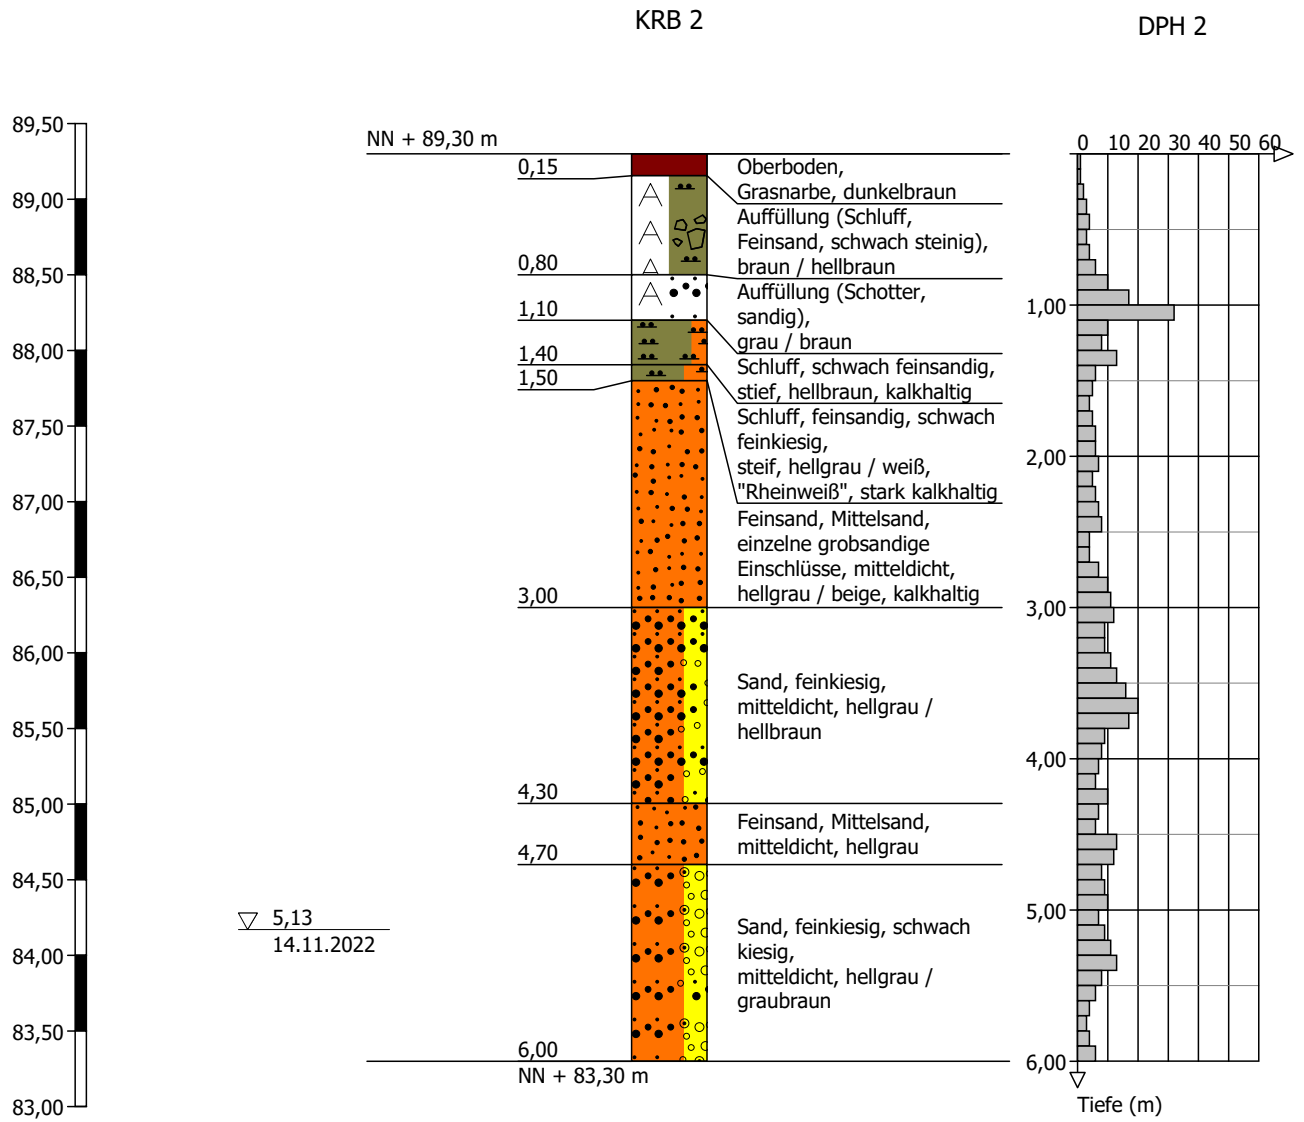 KRB 2
DPH 2
89,50
89,00
88,50
88,00
87,50
87,00
86,50
86,00
85,50
85,00
84,50
84,00
83,50
83,00
5,13
14.11.2022
NN + 89,30 m
0,15
0,80
1,10
1,40
1,50
3,00
4,30
4,70
6,00
NN + 83,30 m
Oberboden,
Grasnarbe, dunkelbraun
Auffüllung (Schluff,
Feinsand, schwach steinig),
braun / hellbraun
Auffüllung (Schotter,
sandig),
grau / braun
Schluff, schwach feinsandig,
stief, hellbraun, kalkhaltig
Schluff, feinsandig, schwach
feinkiesig,
steif, hellgrau / weiß,
"Rheinweiß", stark kalkhaltig
Feinsand, Mittelsand,
einzelne grobsandige
Einschlüsse, mitteldicht,
hellgrau / beige, kalkhaltig
Sand, feinkiesig,
mitteldicht, hellgrau /
hellbraun
Feinsand, Mittelsand,
mitteldicht, hellgrau
Sand, feinkiesig, schwach
kiesig,
mitteldicht, hellgrau /
graubraun
0 10 20 30 40 50 60
1,00
2,00
3,00
4,00
5,00
6,00
Tiefe (m)